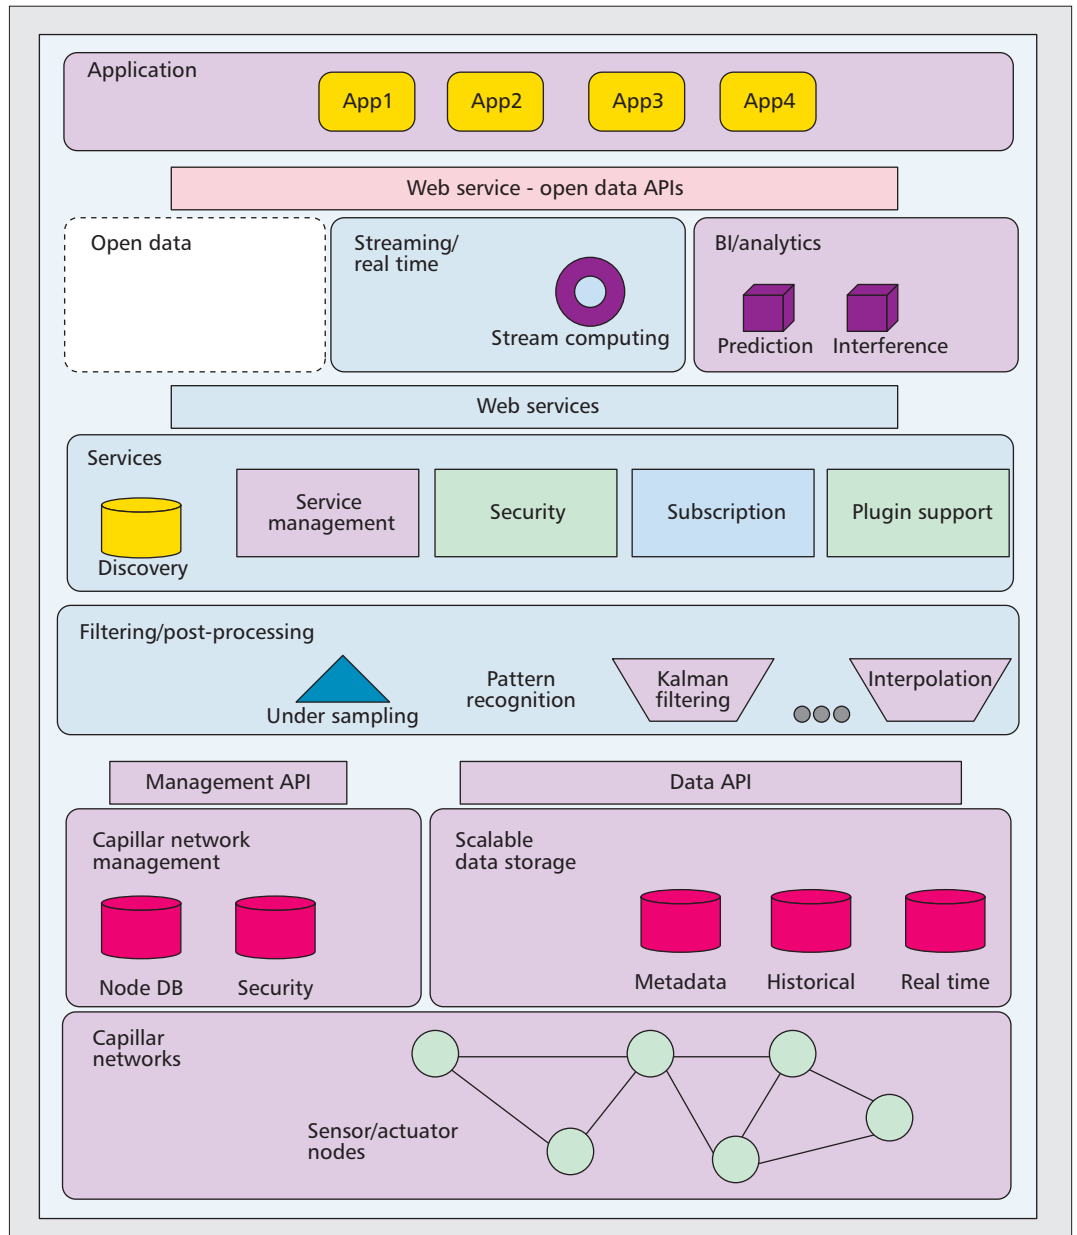 Application
App1
App2
App3
App4
Web service - open data APIs
Open data
Streaming/
real time
Stream computing
BI/analytics
Prediction
Interference
Web services
Services
Discovery
Service
management
Security
Subscription
Plugin support
Filtering/post-processing
Under sampling
Pattern
recognition
Kalman
filtering
Interpolation
Management API
Data API
Capillar network
management
Node DB
Security
Scalable
data storage
Metadata
Historical
Real time
Capillar
networks
Sensor/actuator
nodes